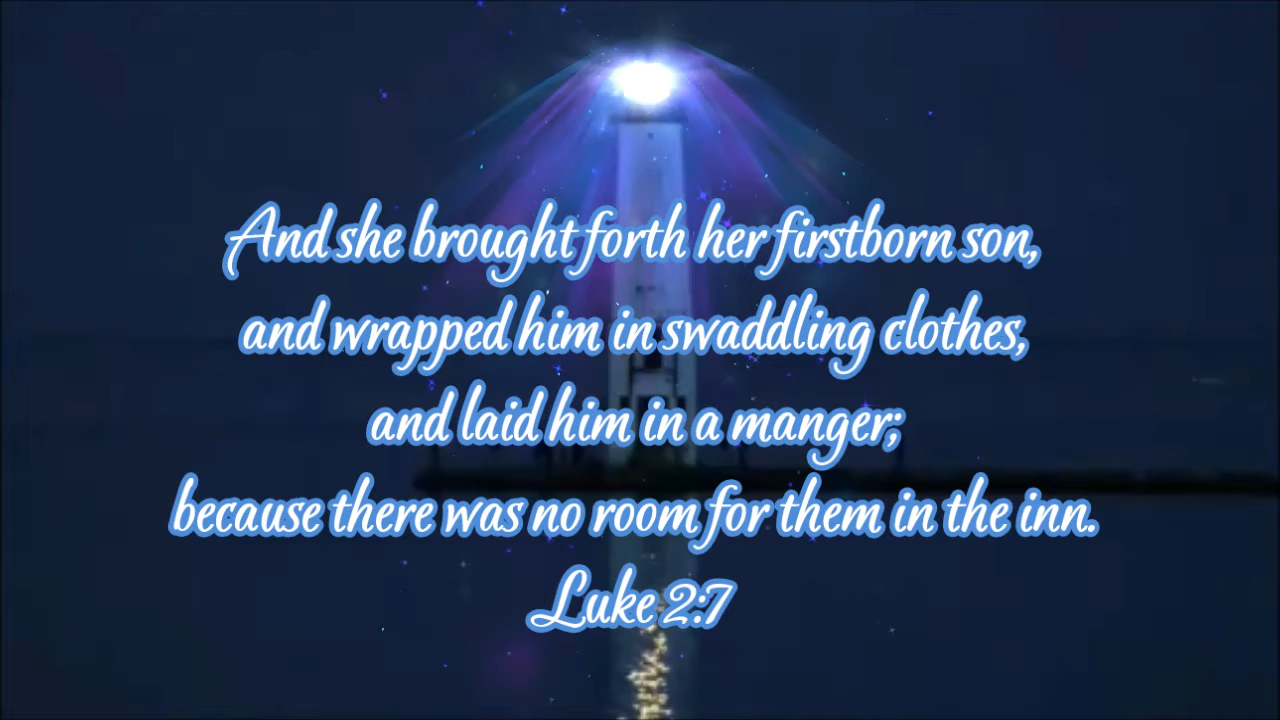 And she brought forth her firstborn son,
and wrapped him in swaddling clothes,
and laid him in a manger;
because there was no room for them in the inn.
Luke 2:7